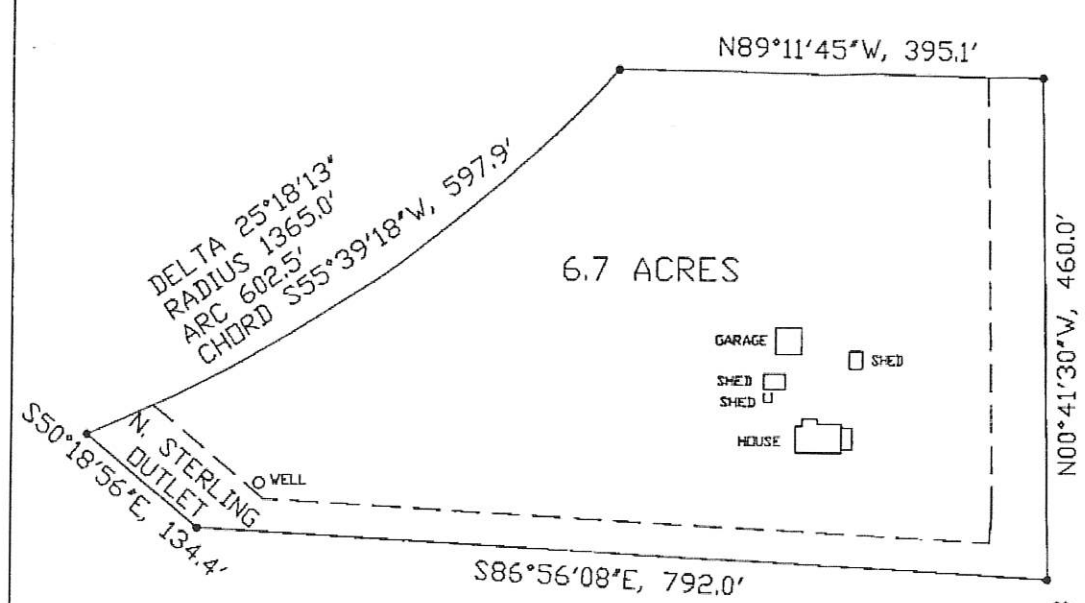 N89°11'45"W, 395.1'
DELTA 25°18'13"
RADIUS 1365.0'
ARC 602.5'
CHORD S55°39'18"W, 597.9'
6.7 ACRES
N00°41'30"W, 460.0'
GARAGE
SHED
SHED
SHED
HOUSE
N. STERLING
OUTLET
WELL
S50°18'56"E, 134.4'
S86°56'08"E, 792.0'